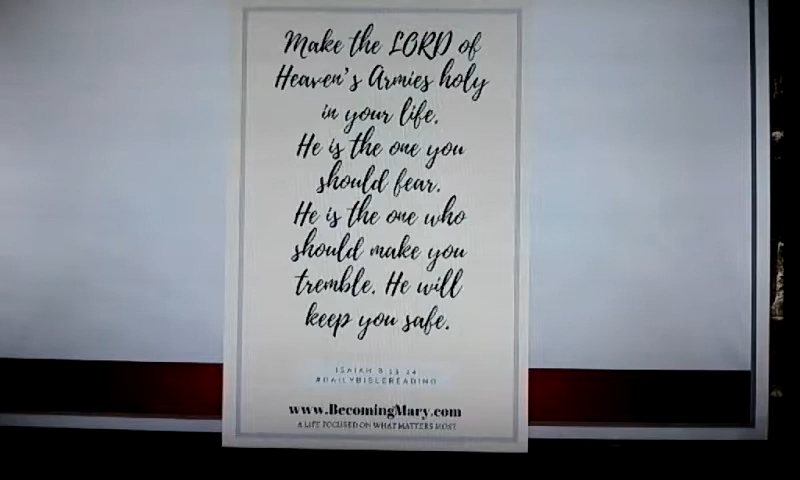 Make the LORD of
Heaven's Armies holy
in your life.
He is the one you
should fear.
He is the one who
should make you
tremble. He will
keep you safe.
ISAIAH 8:13-14
#DAILYBIBLEREADING
www.BecomingMary.com
A LIFE FOCUSED ON WHAT MATTERS MOST